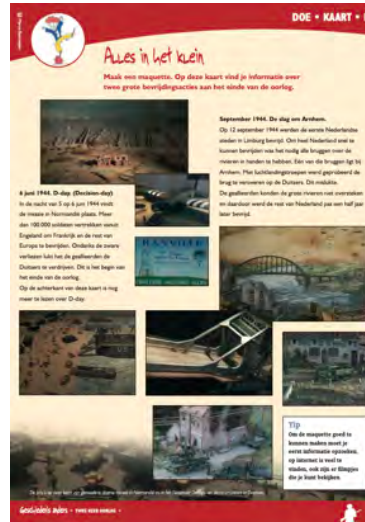 DOE • KAART •
Alles in het klein
Maak een maquette. Op deze kaart vind je informatie over
twee grote bevrijdingsacties aan het einde van de oorlog.
September 1944. De slag om Arnhem.
Op 12 september 1944 werden de eerste Nederlandse
steden in Limburg bevrijd. Om heel Nederland snel te
kunnen bevrijden was het nodig alle bruggen over de
rivieren in handen te hebben. Eén van die bruggen ligt bij
Arnhem. Met luchtlandingstroepen werd geprobeerd de
brug te veroveren op de Duitsers. Dit mislukte.
De geallieerden konden de grote rivieren niet oversteken
en daardoor werd de rest van Nederland pas een half jaar
later bevrijd.
6 juni 1944. D-day. (Decision-day)
In de nacht van 5 op 6 juni 1944 vindt
de invasie in Normandië plaats. Meer
dan 100.000 soldaten vertrekken vanuit
Engeland om Frankrijk en de rest van
Europa te bevrijden. Ondanks de zware
verliezen lukt het de geallieerden de
Duitsers te verdrijven. Dit is het begin van
het einde van de oorlog.
Op de achterkant van deze kaart is nog
meer te lezen over D-day.
Tip
Om de maquette goed te
kunnen maken moet je
eerst informatie opzoeken,
op internet is veel te
vinden, ook zijn er filmpjes
die je kunt bekijken.
Geschiedenis anders • TWEE KEER OORLOG •